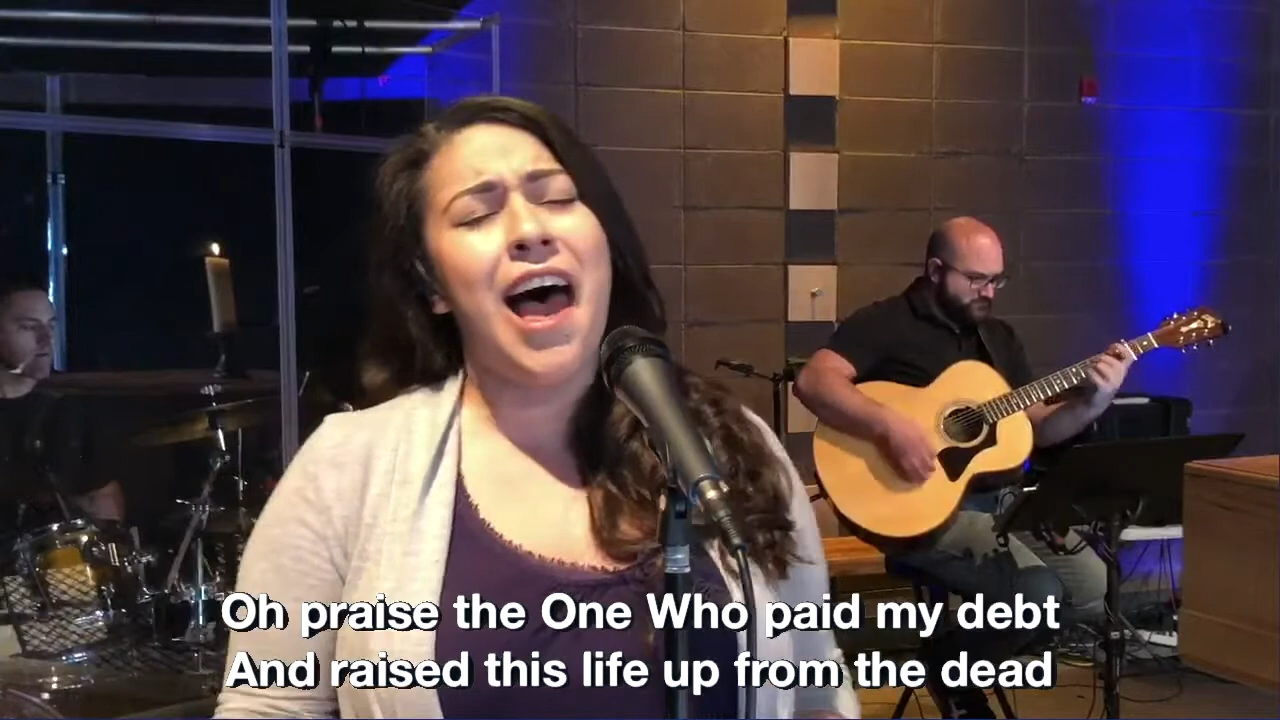 Oh praise the One Who paid my debt
And raised this life up from the dead